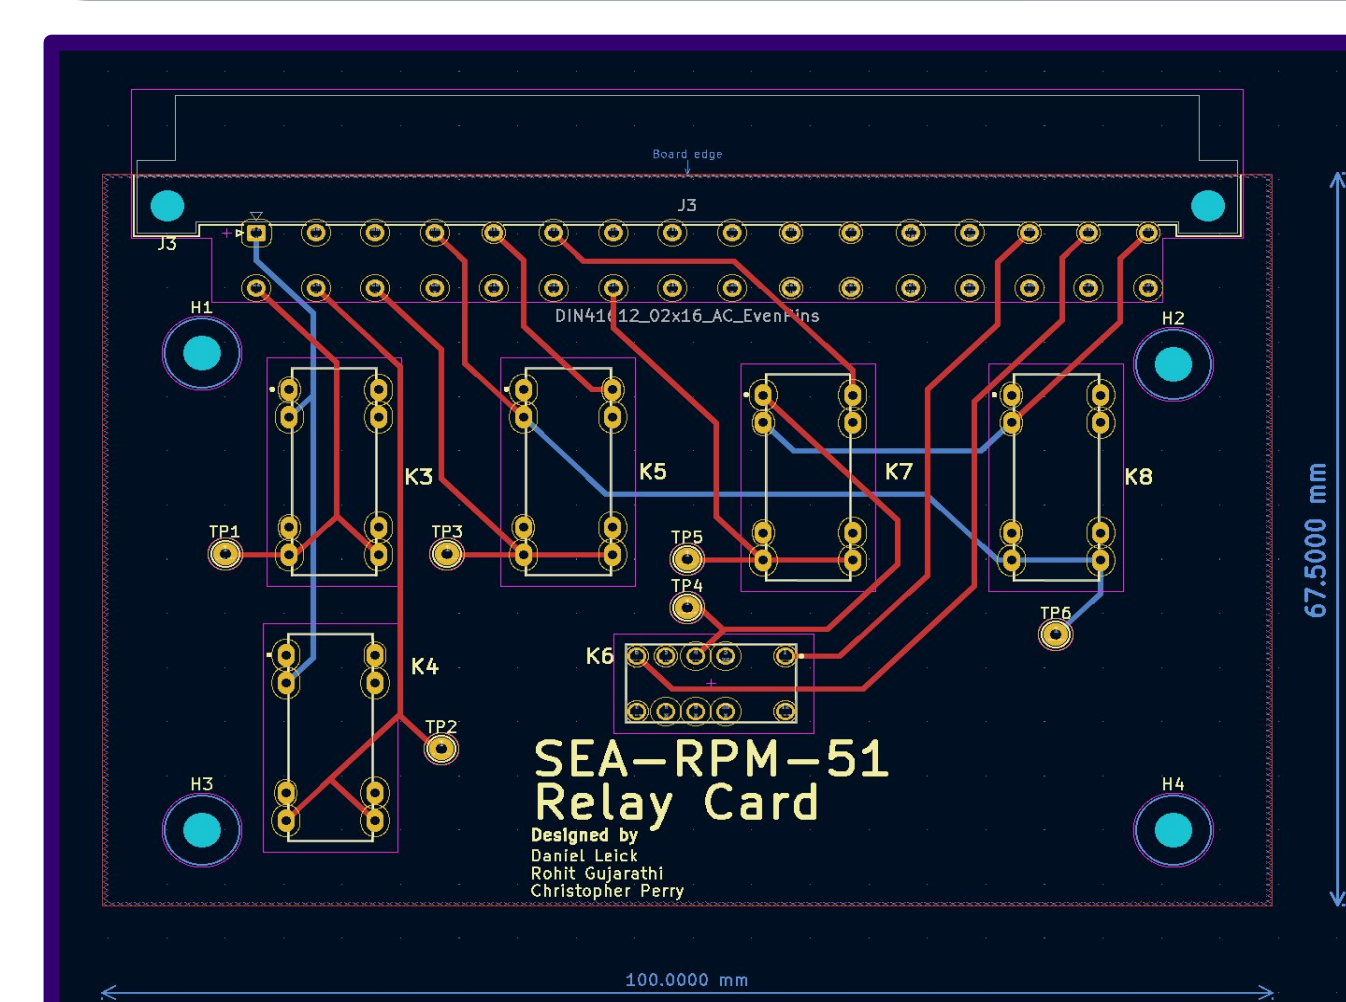 Board edge
J3
J3
DIN41612_02x16_AC_EvenPins
H1
H2
K3
K5
K7
K8
TP1
TP3
TP5
TP4
TP6
K6
K4
TP2
SEA-RPM-51
Relay Card
Designed by
Daniel Leick
Rohit Gujarathi
Christopher Perry
H3
H4
67.5000 mm
100.0000 mm